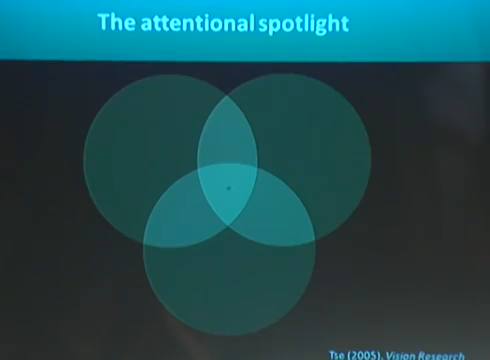 The attentional spotlight
Tse (2005), Vision Research